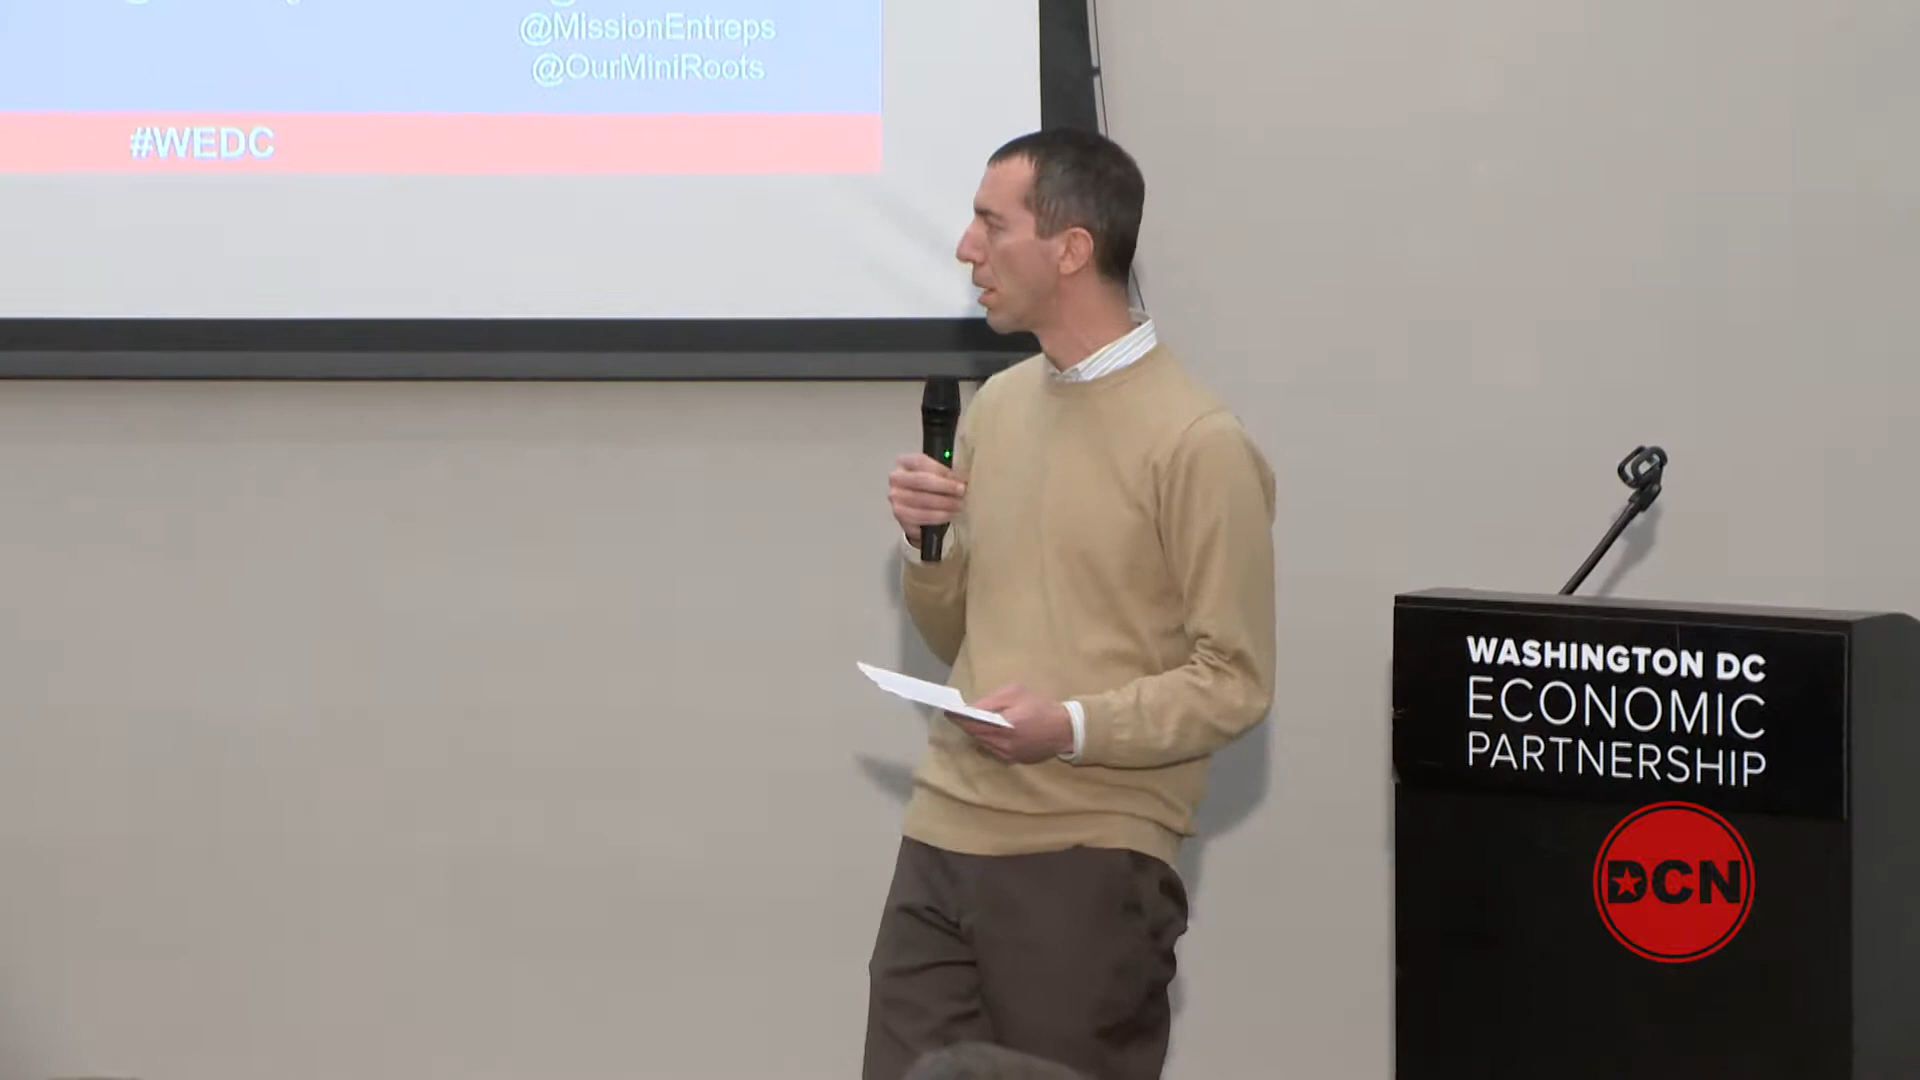 @MissionEntreps
@OurMiniRoots
#WEDC
WASHINGTON DC
ECONOMIC
PARTNERSHIP
DCN